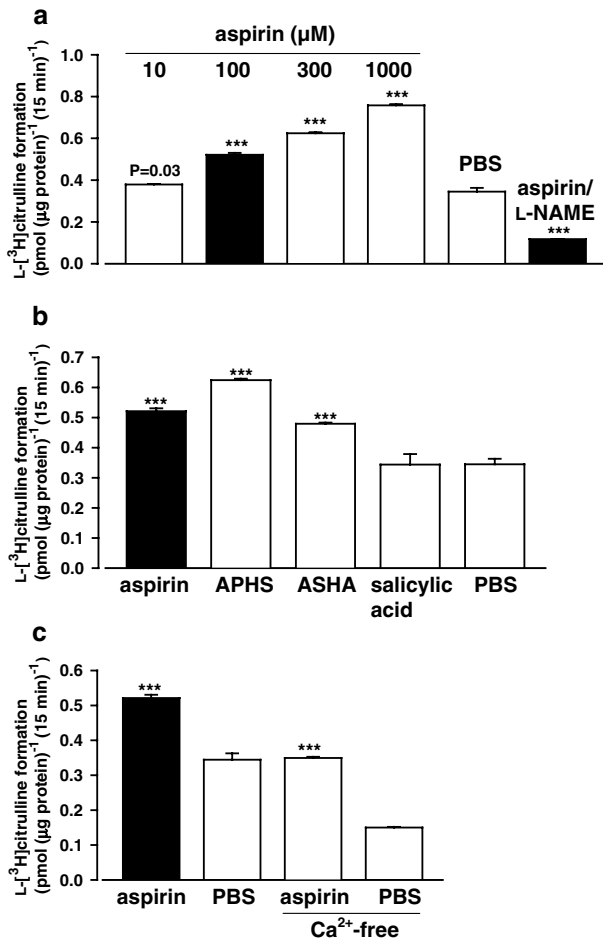 a
aspirin (µM)
10 100 300 1000
L-[³H]citrulline formation
(pmol (µg protein)⁻¹ (15 min)⁻¹
1.0
0.8
0.6
0.4
0.2
0.0
P=0.03
***
***
***
PBS
aspirin/
L-NAME
***
b
L-[³H]citrulline formation
(pmol (µg protein)⁻¹ (15 min)⁻¹
0.7
0.6
0.5
0.4
0.3
0.2
0.1
0.0
***
***
***
aspirin APHS ASHA salicylic PBS
acid
c
L-[³H]citrulline formation
(pmol (µg protein)⁻¹ (15 min)⁻¹
0.6
0.5
0.4
0.3
0.2
0.1
0.0
***
***
aspirin PBS aspirin PBS
Ca²⁺-free